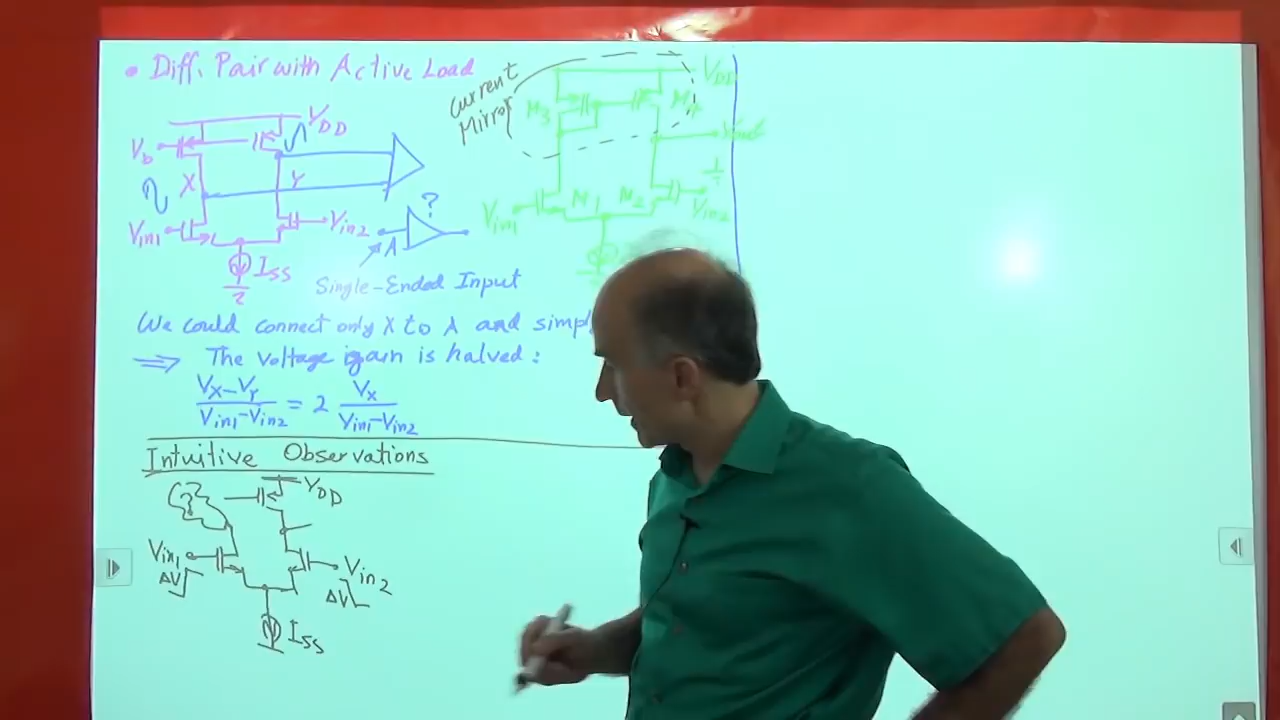 • Diff. Pair with Active Load
VDD
Vb
X
Y
Vin1
Vin2
ISS
?
A
Single-Ended Input
Current
Mirror
VDD
M3
M4
Vout
M1
M2
Vin1
Vin2
We could connect only X to A and
⇒ The voltage gain is halved:
VX-VY / Vin1-Vin2 = 2 VX / Vin1-Vin2
Intuitive Observations
?
VDD
Vin1
ΔV
Vin2
ΔV
ISS